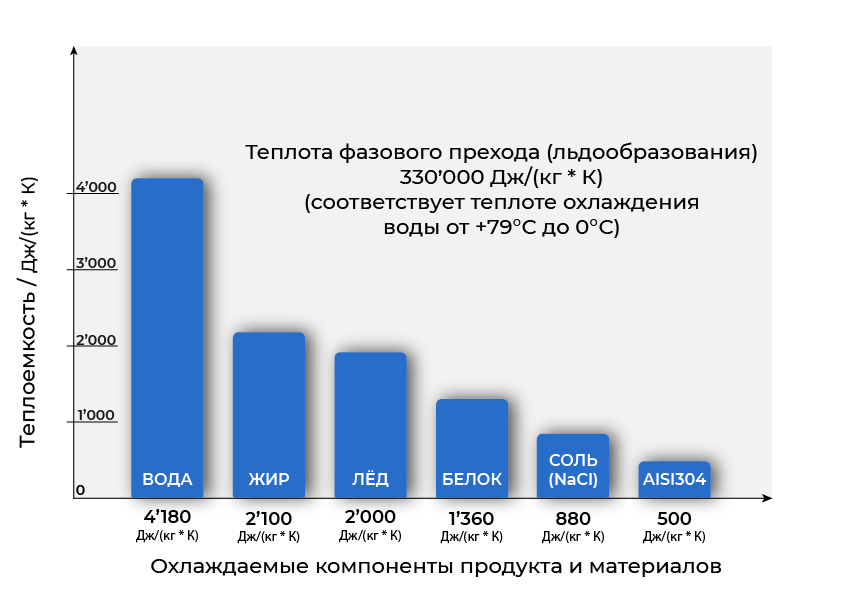 Теплота фазового прехода (льдообразования)
330’000 Дж/(кг * К)
(соответствует теплоте охлаждения
воды от +79°С до 0°С)
Теплоемкость / Дж/(кг * К)
4’000
3’000
2’000
1’000
0
ВОДА
ЖИР
ЛЁД
БЕЛОК
СОЛЬ
(NaCl)
AISI304
4’180
Дж/(кг * К)
2’100
Дж/(кг * К)
2’000
Дж/(кг * К)
1’360
Дж/(кг * К)
880
Дж/(кг * К)
500
Дж/(кг * К)
Охлаждаемые компоненты продукта и материалов